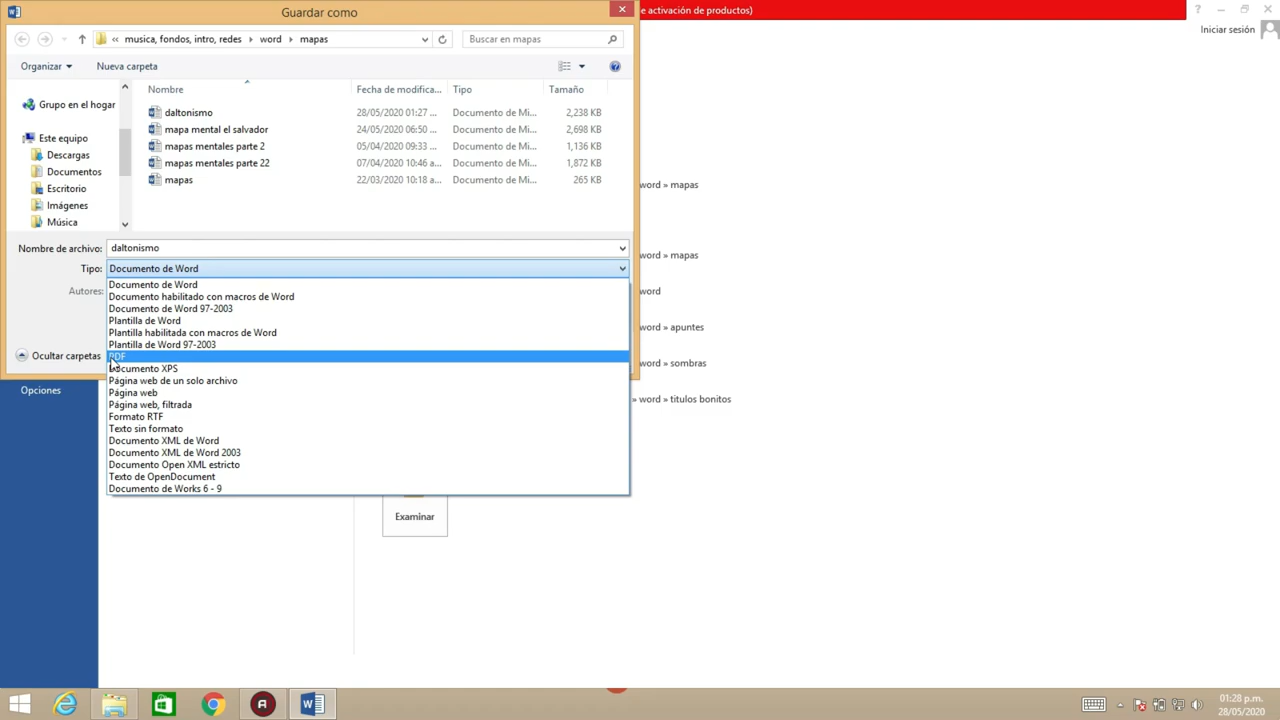 Guardar como
e activación de productos)
Iniciar sesión
musica, fondos, intro, redes
word
mapas
Buscar en mapas
Organizar
Nueva carpeta
Nombre
Fecha de modifica...
Tipo
Tamaño
Grupo en el hogar
Este equipo
Descargas
Documentos
Escritorio
Imágenes
Música
daltonismo 28/05/2020 01:27 ... Documento de Mi... 2,238 KB
mapa mental el salvador 24/05/2020 06:50 ... Documento de Mi... 2,698 KB
mapas mentales parte 2 05/04/2020 09:33 ... Documento de Mi... 1,136 KB
mapas mentales parte 22 07/04/2020 10:46 a... Documento de Mi... 1,872 KB
mapas 22/03/2020 10:18 a... Documento de Mi... 265 KB
Nombre de archivo: daltonismo
Tipo: Documento de Word
Autores:
Documento de Word
Documento habilitado con macros de Word
Documento de Word 97-2003
Plantilla de Word
Plantilla habilitada con macros de Word
Plantilla de Word 97-2003
PDF
Documento XPS
Página web de un solo archivo
Página web
Página web, filtrada
Formato RTF
Texto sin formato
Documento XML de Word
Documento XML de Word 2003
Documento Open XML estricto
Texto de OpenDocument
Documento de Works 6 - 9
Ocultar carpetas
Opciones
word » mapas
word » mapas
word
word » apuntes
word » sombras
» word » titulos bonitos
Examinar
01:28 p.m.
28/05/2020